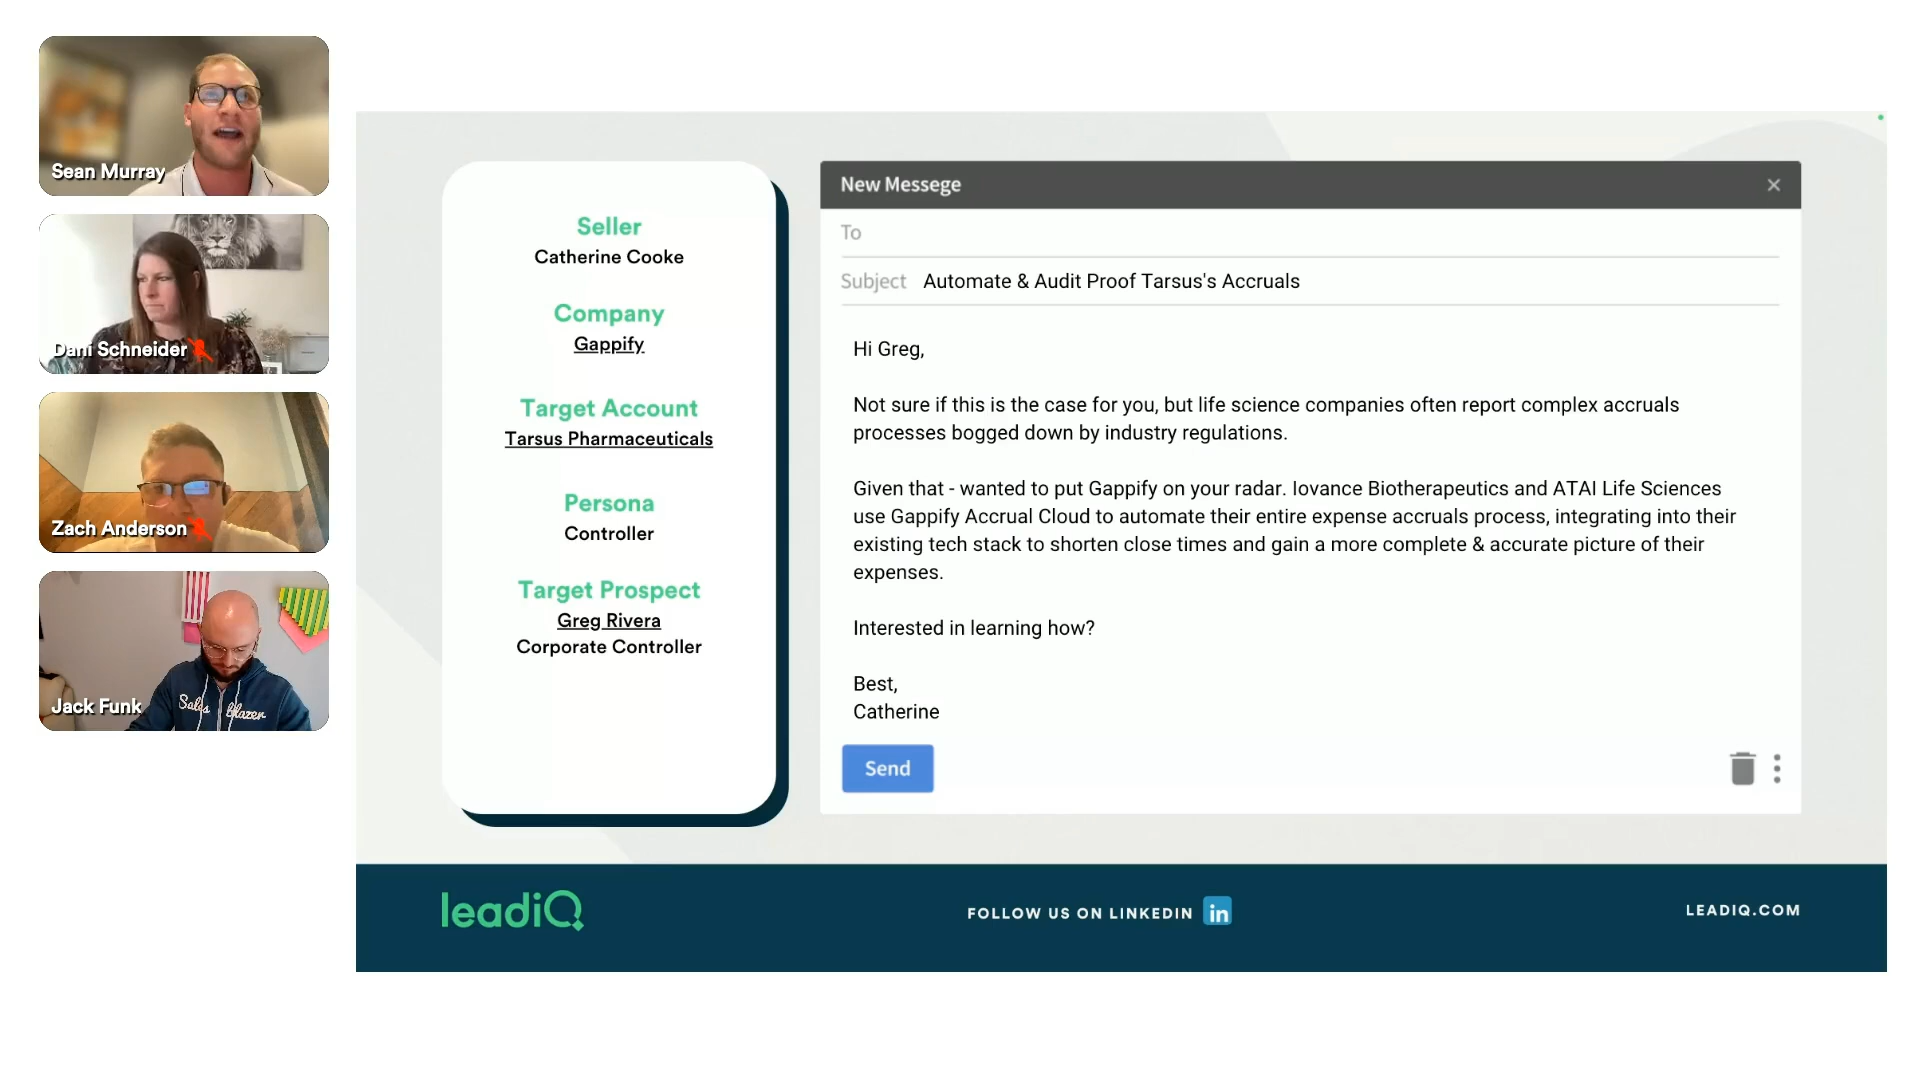 Sean Murray
Dani Schneider
Zach Anderson
Jack Funk
Sales Blazer
Seller
Catherine Cooke
Company
Gappify
Target Account
Tarsus Pharmaceuticals
Persona
Controller
Target Prospect
Greg Rivera
Corporate Controller
New Messege
To
Subject Automate & Audit Proof Tarsus's Accruals
Hi Greg,
Not sure if this is the case for you, but life science companies often report complex accruals
processes bogged down by industry regulations.
Given that - wanted to put Gappify on your radar. Iovance Biotherapeutics and ATAI Life Sciences
use Gappify Accrual Cloud to automate their entire expense accruals process, integrating into their
existing tech stack to shorten close times and gain a more complete & accurate picture of their
expenses.
Interested in learning how?
Best,
Catherine
Send
leadiQ
FOLLOW US ON LINKEDIN in
LEADIQ.COM